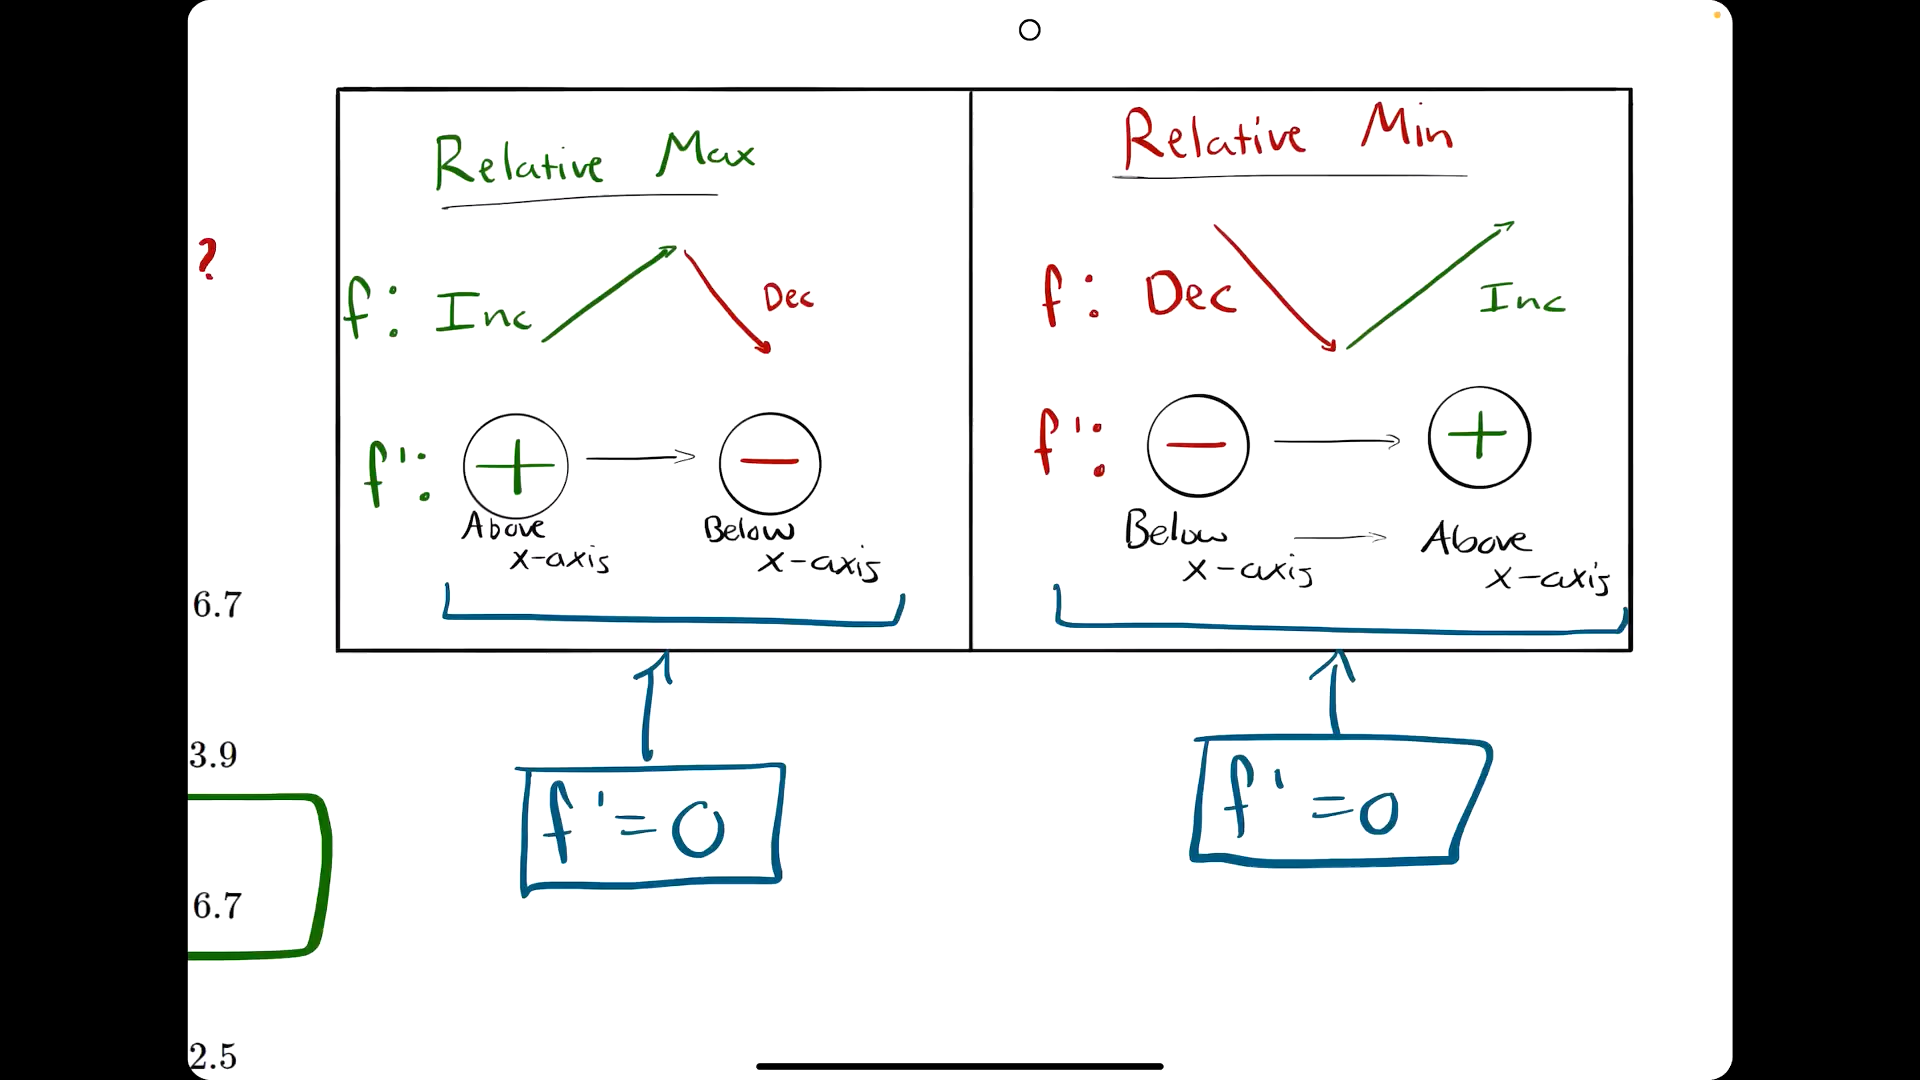 ?
6.7
3.9
6.7
2.5
Relative Max
f: Inc
Dec
f': + −
Above
x-axis
Below
x-axis
f' = 0
Relative Min
f: Dec
Inc
f': − +
Below
x-axis
Above
x-axis
f' = 0